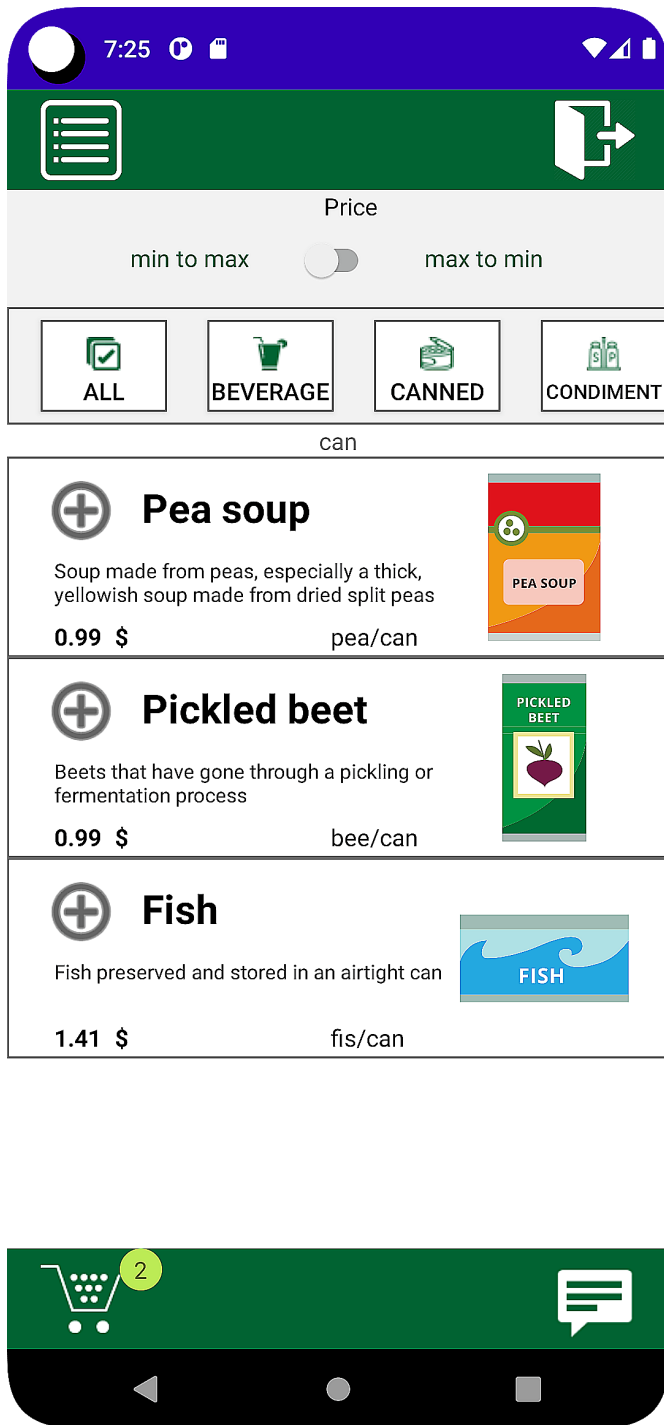 7:25
Price
min to max
max to min
ALL
BEVERAGE
CANNED
CONDIMENT
can
Pea soup
Soup made from peas, especially a thick,
yellowish soup made from dried split peas
0.99 $
pea/can
PEA SOUP
Pickled beet
Beets that have gone through a pickling or
fermentation process
0.99 $
bee/can
PICKLED
BEET
Fish
Fish preserved and stored in an airtight can
1.41 $
fis/can
FISH
2